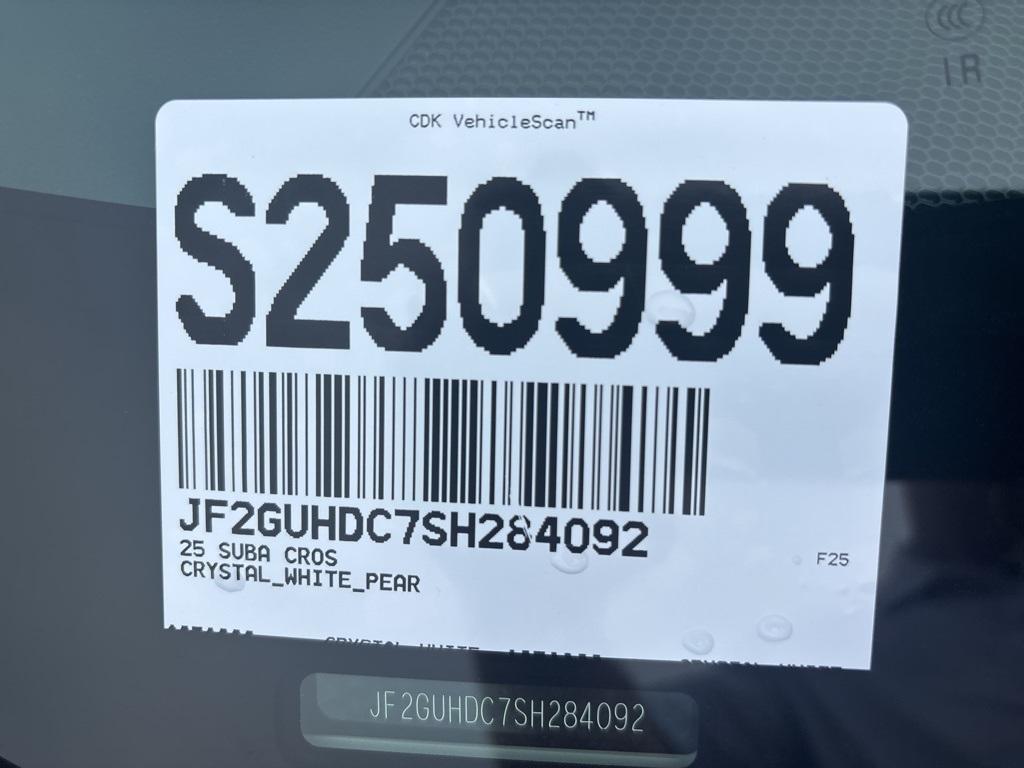 IR
CDK VehicleScan™
S250999
JF2GUHDC7SH284092
25 SUBA CROS
CRYSTAL_WHITE_PEAR
F25
JF2GUHDC7SH284092